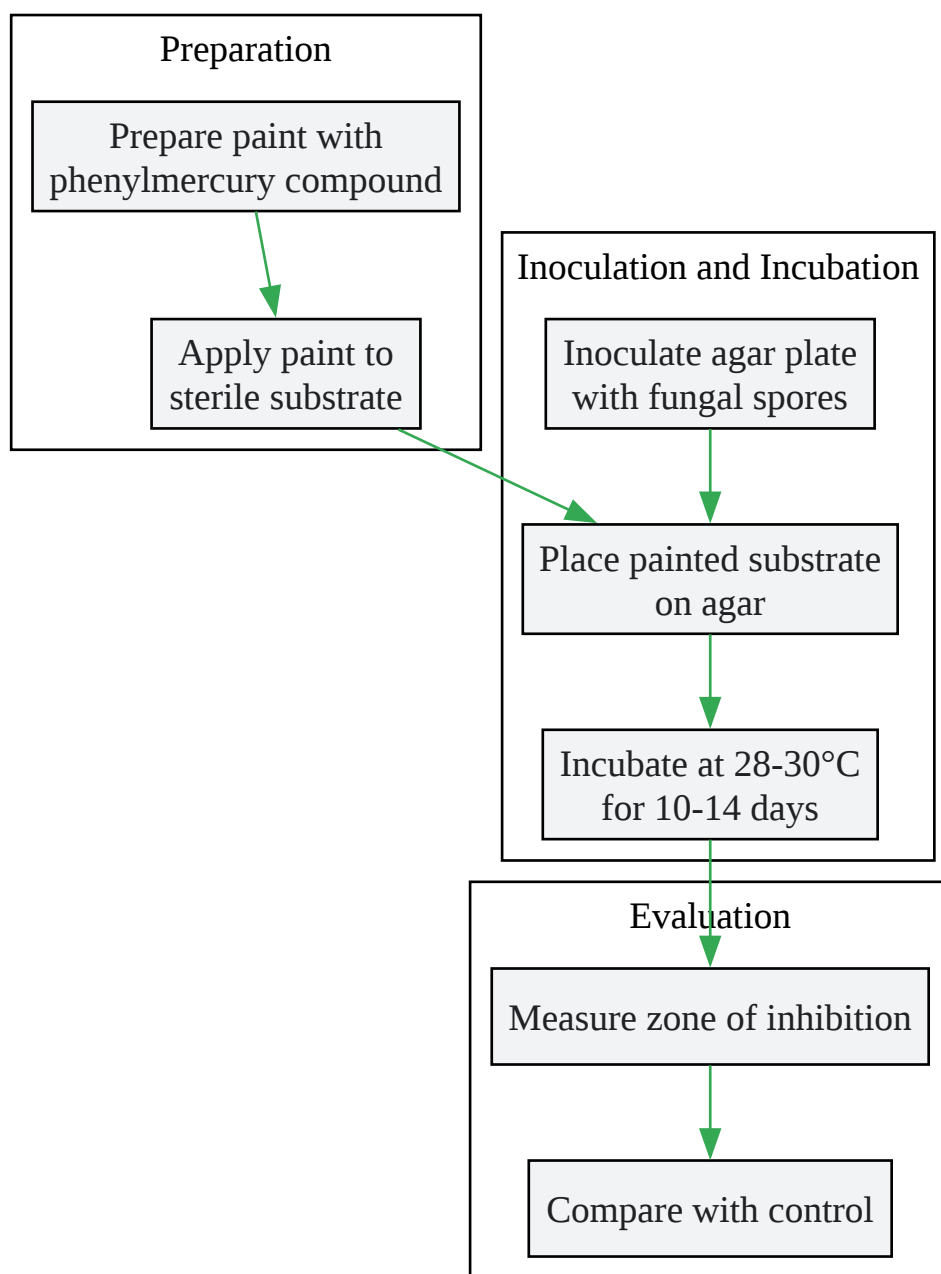 Preparation
Prepare paint with
phenylmercury compound
Apply paint to
sterile substrate
Inoculation and Incubation
Inoculate agar plate
with fungal spores
Place painted substrate
on agar
Incubate at 28-30°C
for 10-14 days
Evaluation
Measure zone of inhibition
Compare with control